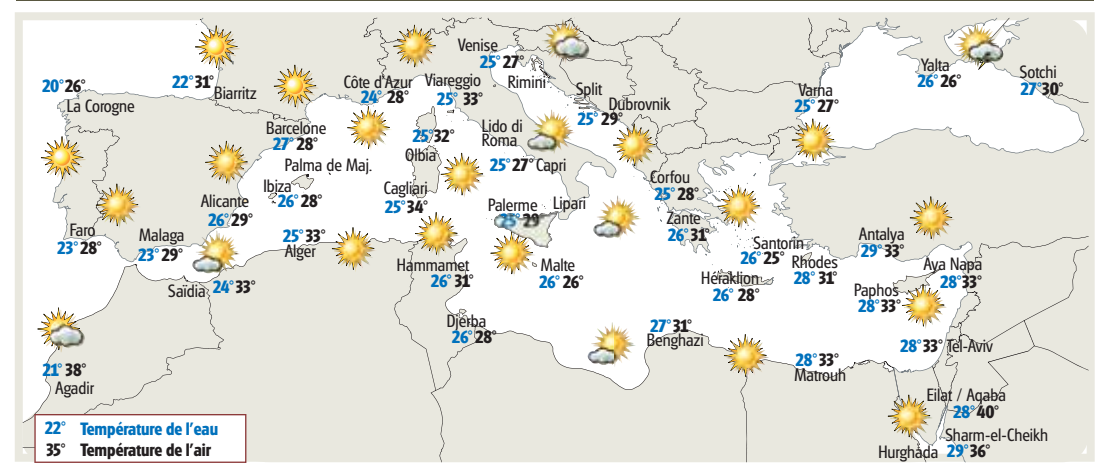 Venise
25° 27°
Rimini
20° 26°
La Corogne
22° 31°
Biarritz
Côte d'Azur
24° 28°
Viareggio
25° 33°
Split
25° 29°
Dubrovnik
Varna
25° 27°
Yalta
26° 26°
Sotchi
27° 30°
Barcelone
27° 28°
25° 32°
Olbia
Lido di
Roma
25° 27° Capri
Palma de Maj.
Ibiza
26° 28°
Cagliari
25° 34°
Corfou
25° 28°
Alicante
26° 29°
Palerme
25° 29°
Lipari
Zante
26° 31°
Faro
23° 28°
Malaga
23° 29°
25° 33°
Alger
Santorin
26° 25°
Antalya
29° 33°
Rhodes
28° 31°
Hammamet
26° 31°
Malte
26° 26°
Héraklion
26° 28°
Aya Napa
28° 33°
Paphos
28° 33°
Saïdia
24° 33°
Djerba
26° 28°
27° 31°
Benghazi
28° 33° Tel-Aviv
21° 38°
Agadir
28° 33°
Matrouh
Eilat / Aqaba
28° 40°
Sharm-el-Cheikh
Hurghada 29° 36°
22° Température de l'eau
35° Température de l'air